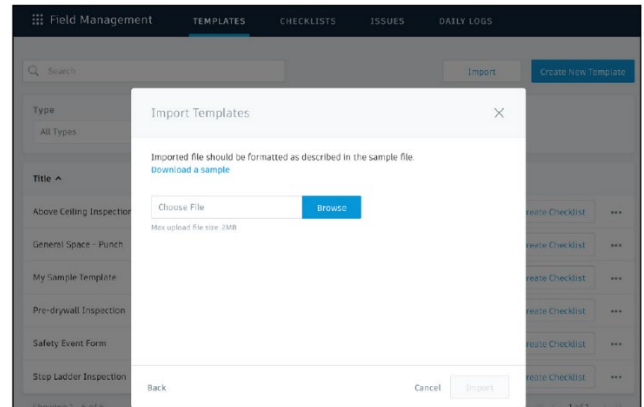 Field Management
TEMPLATES
CHECKLISTS
ISSUES
DAILY LOGS
Search
Import
Create New Template
Type
All Types
Import Templates
Imported file should be formatted as described in the sample file.
Download a sample
Choose File
Browse
Max upload file size: 2MB
Title
Above Ceiling Inspection
reate Checklist
General Space - Punch
reate Checklist
My Sample Template
reate Checklist
Pre-drywall Inspection
reate Checklist
Safety Event Form
reate Checklist
Step Ladder Inspection
reate Checklist
Back
Cancel
Import